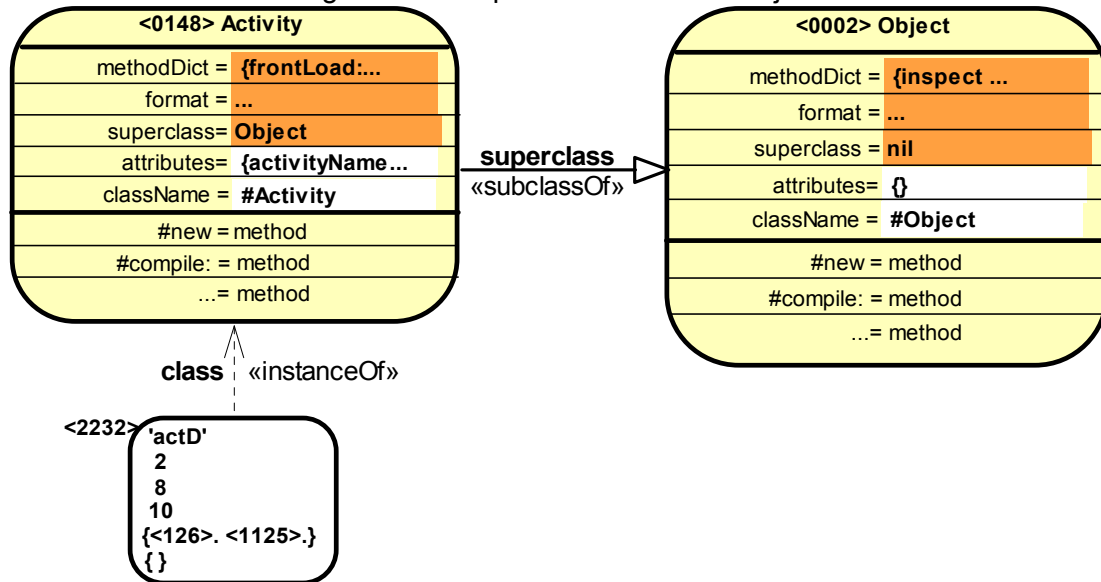 <0148> Activity
methodDict = {frontLoad:...
format = ...
superclass= Object
attributes= {activityName...
className = #Activity
#new = method
#compile: = method
...= method
superclass
«subclassOf»
<0002> Object
methodDict = {inspect ...
format = ...
superclass = nil
attributes= {}
className = #Object
#new = method
#compile: = method
...= method
class «instanceOf»
<2232>
'actD'
2
8
10
{<126>. <1125>.}
{ }